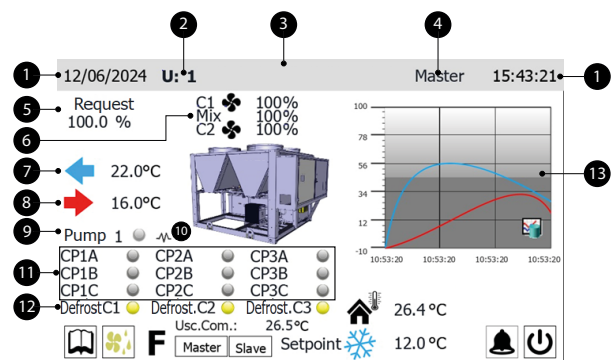 2 3 4
1 12/06/2024 U: 1 Master 15:43:21 1
5 Request
100.0 %
6
C1 100%
Mix 100%
C2 100%
100
78
56
34
12
-10
10:53:20 10:53:20 10:53:20 10:53:20
13
7 22.0°C
8 16.0°C
9 Pump 1 10
11
CP1A CP2A CP3A
CP1B CP2B CP3B
CP1C CP2C CP3C
12 DefrostC1 Defrost.C2 Defrost.C3
26.4 °C
F
Usc.Com.: 26.5°C
Master Slave
Setpoint 12.0 °C